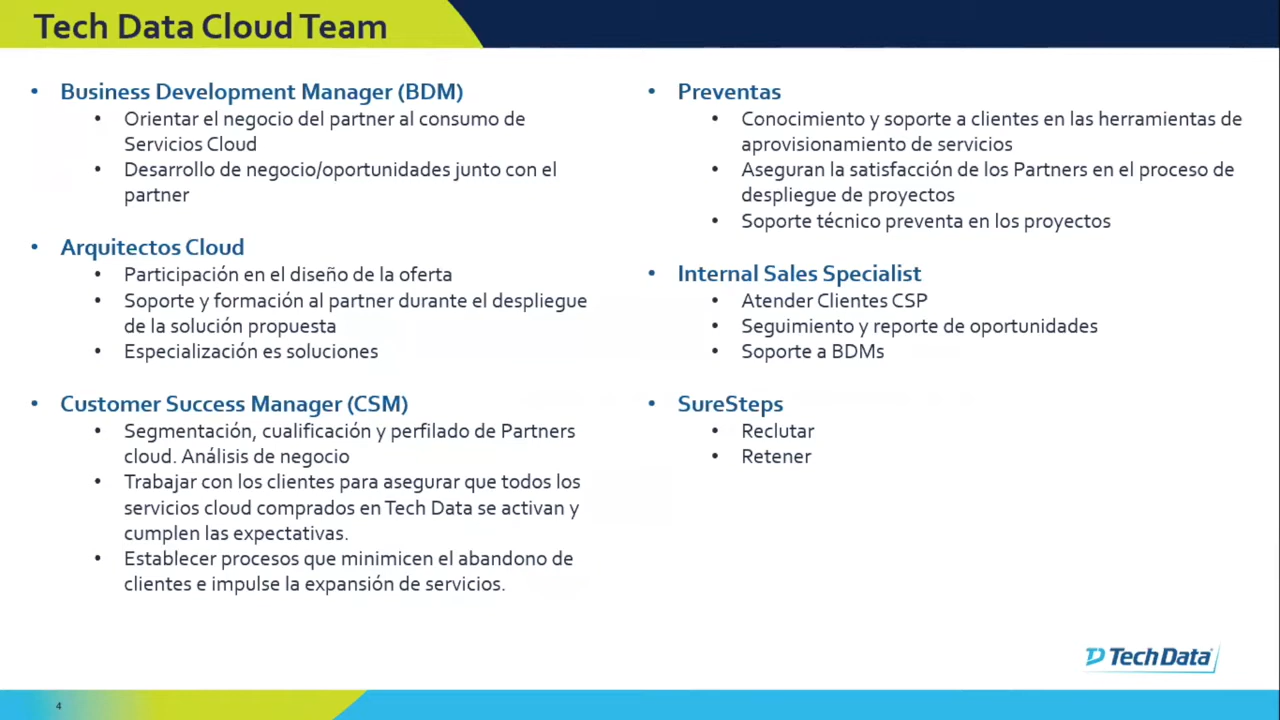 Tech Data Cloud Team
• Business Development Manager (BDM)
• Orientar el negocio del partner al consumo de
Servicios Cloud
• Desarrollo de negocio/oportunidades junto con el
partner
• Arquitectos Cloud
• Participación en el diseño de la oferta
• Soporte y formación al partner durante el despliegue
de la solución propuesta
• Especialización es soluciones
• Customer Success Manager (CSM)
• Segmentación, cualificación y perfilado de Partners
cloud. Análisis de negocio
• Trabajar con los clientes para asegurar que todos los
servicios cloud comprados en Tech Data se activan y
cumplen las expectativas.
• Establecer procesos que minimicen el abandono de
clientes e impulse la expansión de servicios.
• Preventas
• Conocimiento y soporte a clientes en las herramientas de
aprovisionamiento de servicios
• Aseguran la satisfacción de los Partners en el proceso de
despliegue de proyectos
• Soporte técnico preventa en los proyectos
• Internal Sales Specialist
• Atender Clientes CSP
• Seguimiento y reporte de oportunidades
• Soporte a BDMs
• SureSteps
• Reclutar
• Retener
Tech Data
4